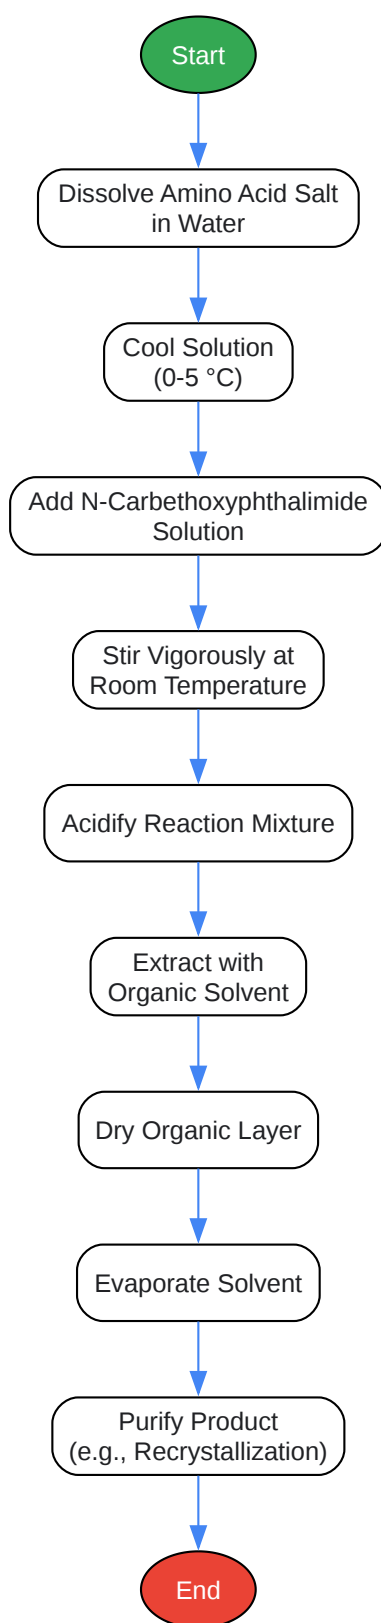 Start
Dissolve Amino Acid Salt
in Water
Cool Solution
(0-5 °C)
Add N-Carbethoxyphthalimide
Solution
Stir Vigorously at
Room Temperature
Acidify Reaction Mixture
Extract with
Organic Solvent
Dry Organic Layer
Evaporate Solvent
Purify Product
(e.g., Recrystallization)
End